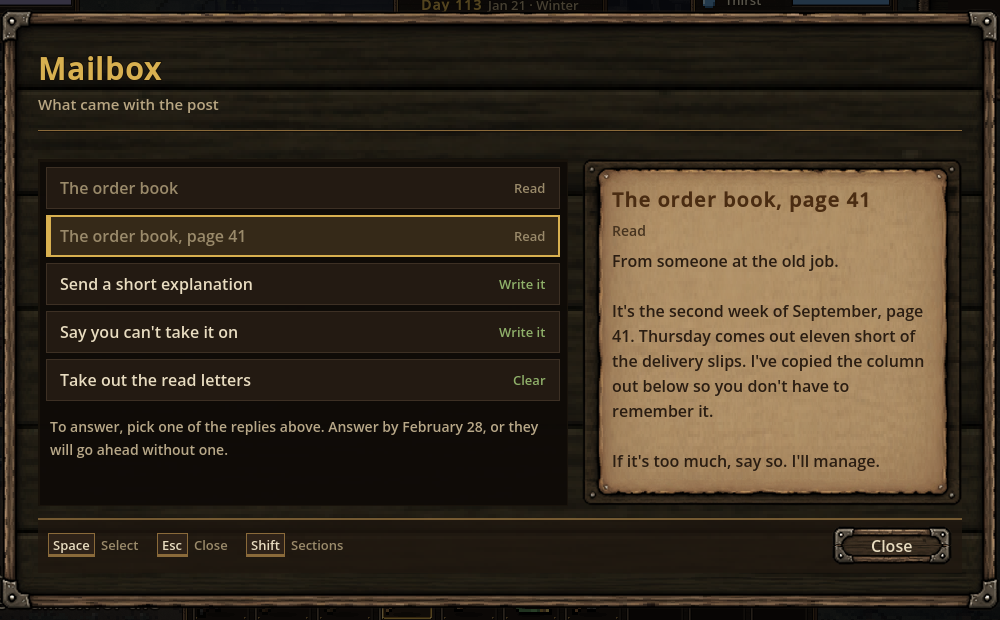 Day 113 Jan 21 · Winter
Thirst
Mailbox
What came with the post
The order book
Read
The order book, page 41
Read
Send a short explanation
Write it
Say you can't take it on
Write it
Take out the read letters
Clear
To answer, pick one of the replies above. Answer by February 28, or they
will go ahead without one.
The order book, page 41
Read
From someone at the old job.
It's the second week of September, page
41. Thursday comes out eleven short of
the delivery slips. I've copied the column
out below so you don't have to
remember it.
If it's too much, say so. I'll manage.
Space Select Esc Close Shift Sections
Close